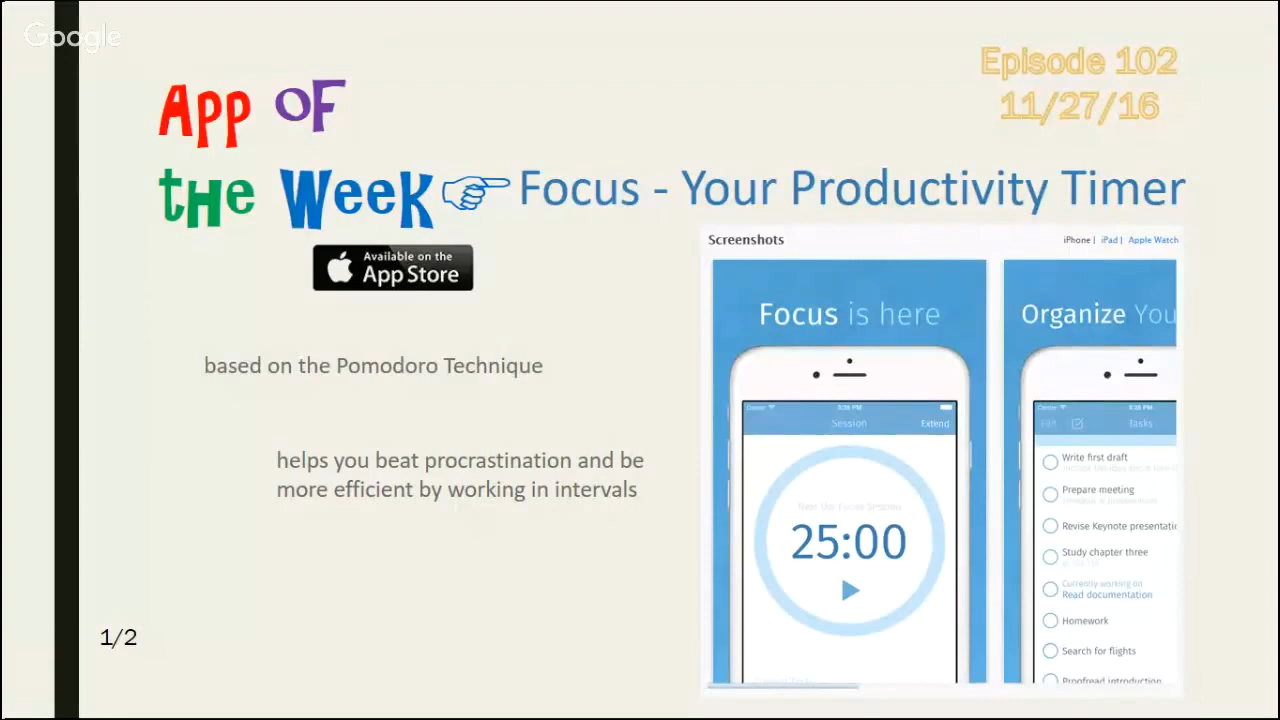 Google
Episode 102
11/27/16
App of
the Week
Focus - Your Productivity Timer
Available on the
App Store
based on the Pomodoro Technique
helps you beat procrastination and be
more efficient by working in intervals
1/2
Screenshots
iPhone | iPad | Apple Watch
Focus is here
Session
Extend
25:00
Organize You
Edit
Tasks
Write first draft
Prepare meeting
Revise Keynote presentatio
Study chapter three
Currently working on
Read documentation
Homework
Search for flights
Proofread introduction